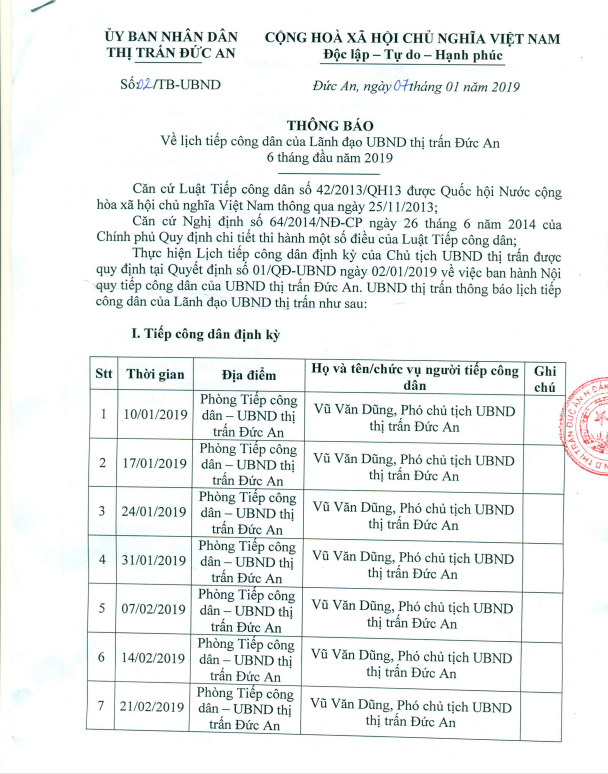 ỦY BAN NHÂN DÂN
THỊ TRẤN ĐỨC AN
CỘNG HOÀ XÃ HỘI CHỦ NGHĨA VIỆT NAM
Độc lập – Tự do – Hạnh phúc
Số:02/TB-UBND
Đức An, ngày 07 tháng 01 năm 2019
THÔNG BÁO
Về lịch tiếp công dân của Lãnh đạo UBND thị trấn Đức An
6 tháng đầu năm 2019
Căn cứ Luật Tiếp công dân số 42/2013/QH13 được Quốc hội Nước cộng
hòa xã hội chủ nghĩa Việt Nam thông qua ngày 25/11/2013;
Căn cứ Nghị định số 64/2014/NĐ-CP ngày 26 tháng 6 năm 2014 của
Chính phủ Quy định chi tiết thi hành một số điều của Luật Tiếp công dân;
Thực hiện Lịch tiếp công dân định kỳ của Chủ tịch UBND thị trấn được
quy định tại Quyết định số 01/QĐ-UBND ngày 02/01/2019 về việc ban hành Nội
quy tiếp công dân của UBND thị trấn Đức An. UBND thị trấn thông báo lịch tiếp
công dân của Lãnh đạo UBND thị trấn như sau:
I. Tiếp công dân định kỳ
Stt Thời gian Địa điểm Họ và tên/chức vụ người tiếp công
dân Ghi
chú
1 10/01/2019 Phòng Tiếp công
dân – UBND thị
trấn Đức An Vũ Văn Dũng, Phó chủ tịch UBND
thị trấn Đức An
2 17/01/2019 Phòng Tiếp công
dân – UBND thị
trấn Đức An Vũ Văn Dũng, Phó chủ tịch UBND
thị trấn Đức An
3 24/01/2019 Phòng Tiếp công
dân – UBND thị
trấn Đức An Vũ Văn Dũng, Phó chủ tịch UBND
thị trấn Đức An
4 31/01/2019 Phòng Tiếp công
dân – UBND thị
trấn Đức An Vũ Văn Dũng, Phó chủ tịch UBND
thị trấn Đức An
5 07/02/2019 Phòng Tiếp công
dân – UBND thị
trấn Đức An Vũ Văn Dũng, Phó chủ tịch UBND
thị trấn Đức An
6 14/02/2019 Phòng Tiếp công
dân – UBND thị
trấn Đức An Vũ Văn Dũng, Phó chủ tịch UBND
thị trấn Đức An
7 21/02/2019 Phòng Tiếp công
dân – UBND thị
trấn Đức An Vũ Văn Dũng, Phó chủ tịch UBND
thị trấn Đức An